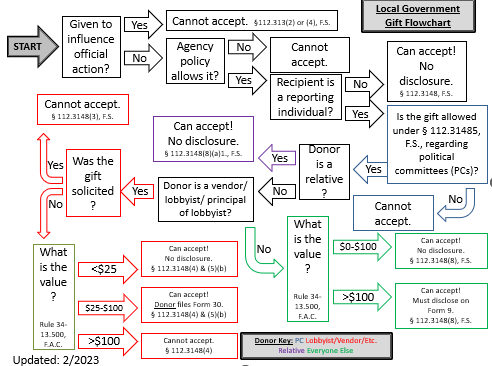 Local Government
Gift Flowchart
START
Given to
influence
official
action?
Yes
Cannot accept. §112.313(2) or (4), F.S.
No
Agency
policy
allows it?
No
Cannot
accept.
Yes
Recipient is
a reporting
individual?
No
Can accept!
No
disclosure.
§ 112.3148, F.S.
Yes
Is the gift allowed
under § 112.31485,
F.S., regarding
political
committees (PCs)?
Yes
No
Cannot
accept.
Donor
is a
relative
?
Yes
Can accept!
No disclosure.
§ 112.3148(8)(a)1., F.S.
No
Donor is a vendor/
lobbyist/ principal
of lobbyist?
Yes
Was the
gift
solicited
?
Yes
Cannot accept.
§ 112.3148(3), F.S.
No
What
is the
value
?
Rule 34-
13.500,
F.A.C.
<$25
Can accept!
No disclosure.
§ 112.3148(4) & (5)(b)
$25-$100
Can accept!
Donor files Form 30.
§ 112.3148(4) & (5)(b)
>$100
Cannot accept.
§ 112.3148(4)
No
What
is the
value
?
Rule 34-
13.500,
F.A.C.
$0-$100
Can accept!
No disclosure.
§ 112.3148(8), F.S.
>$100
Can accept!
Must disclose on
Form 9.
§ 112.3148(8), F.S.
Donor Key: PC Lobbyist/Vendor/Etc.
Relative Everyone Else
Updated: 2/2023